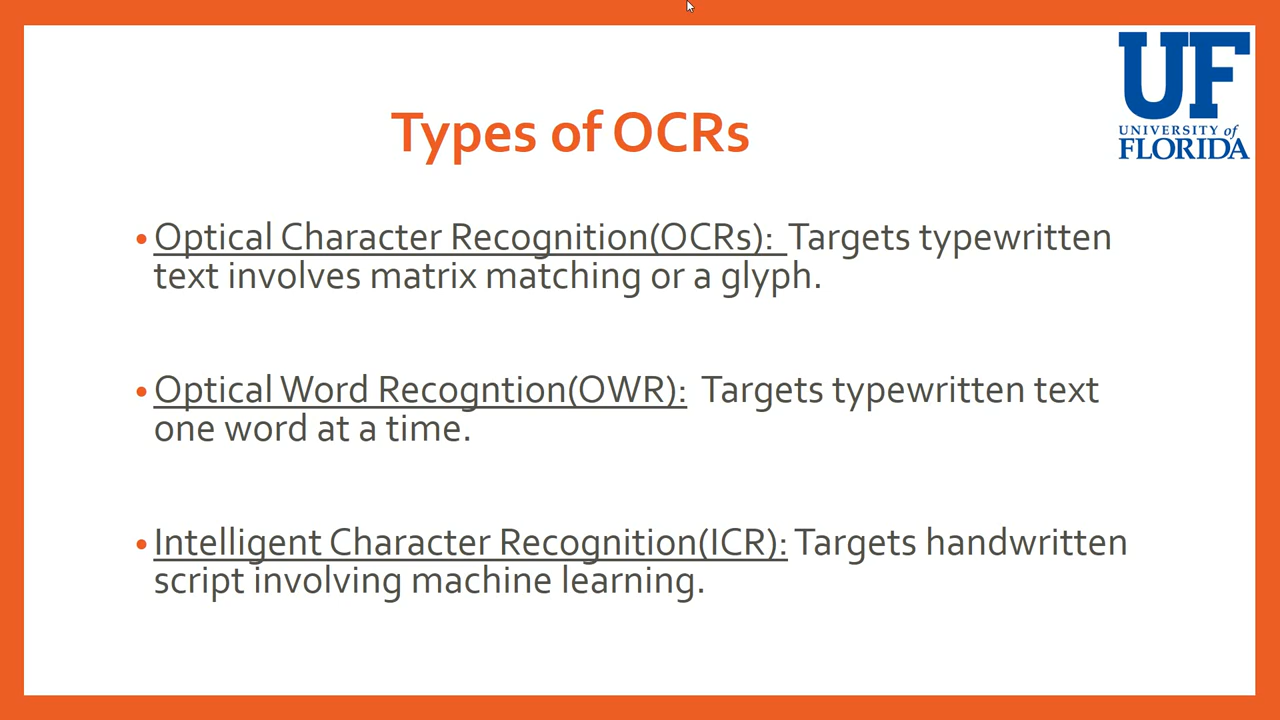 UF
UNIVERSITY of
FLORIDA
Types of OCRs
•Optical Character Recognition(OCRs): Targets typewritten
text involves matrix matching or a glyph.
•Optical Word Recogntion(OWR): Targets typewritten text
one word at a time.
•Intelligent Character Recognition(ICR): Targets handwritten
script involving machine learning.